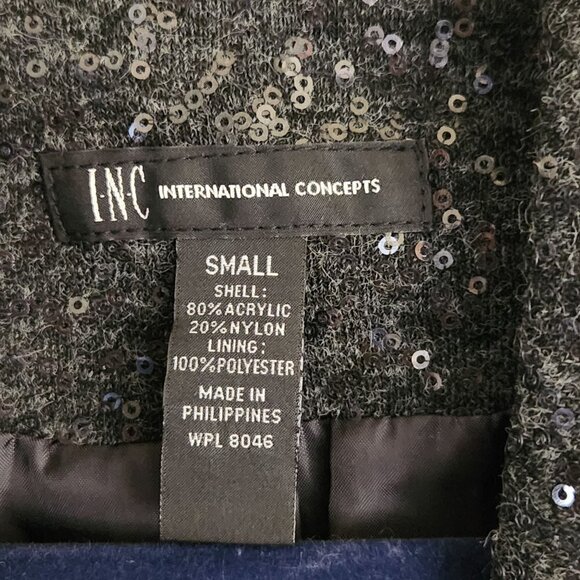 I·N·C INTERNATIONAL CONCEPTS
SMALL
SHELL:
80% ACRYLIC
20% NYLON
LINING:
100% POLYESTER
MADE IN
PHILIPPINES
WPL 8046